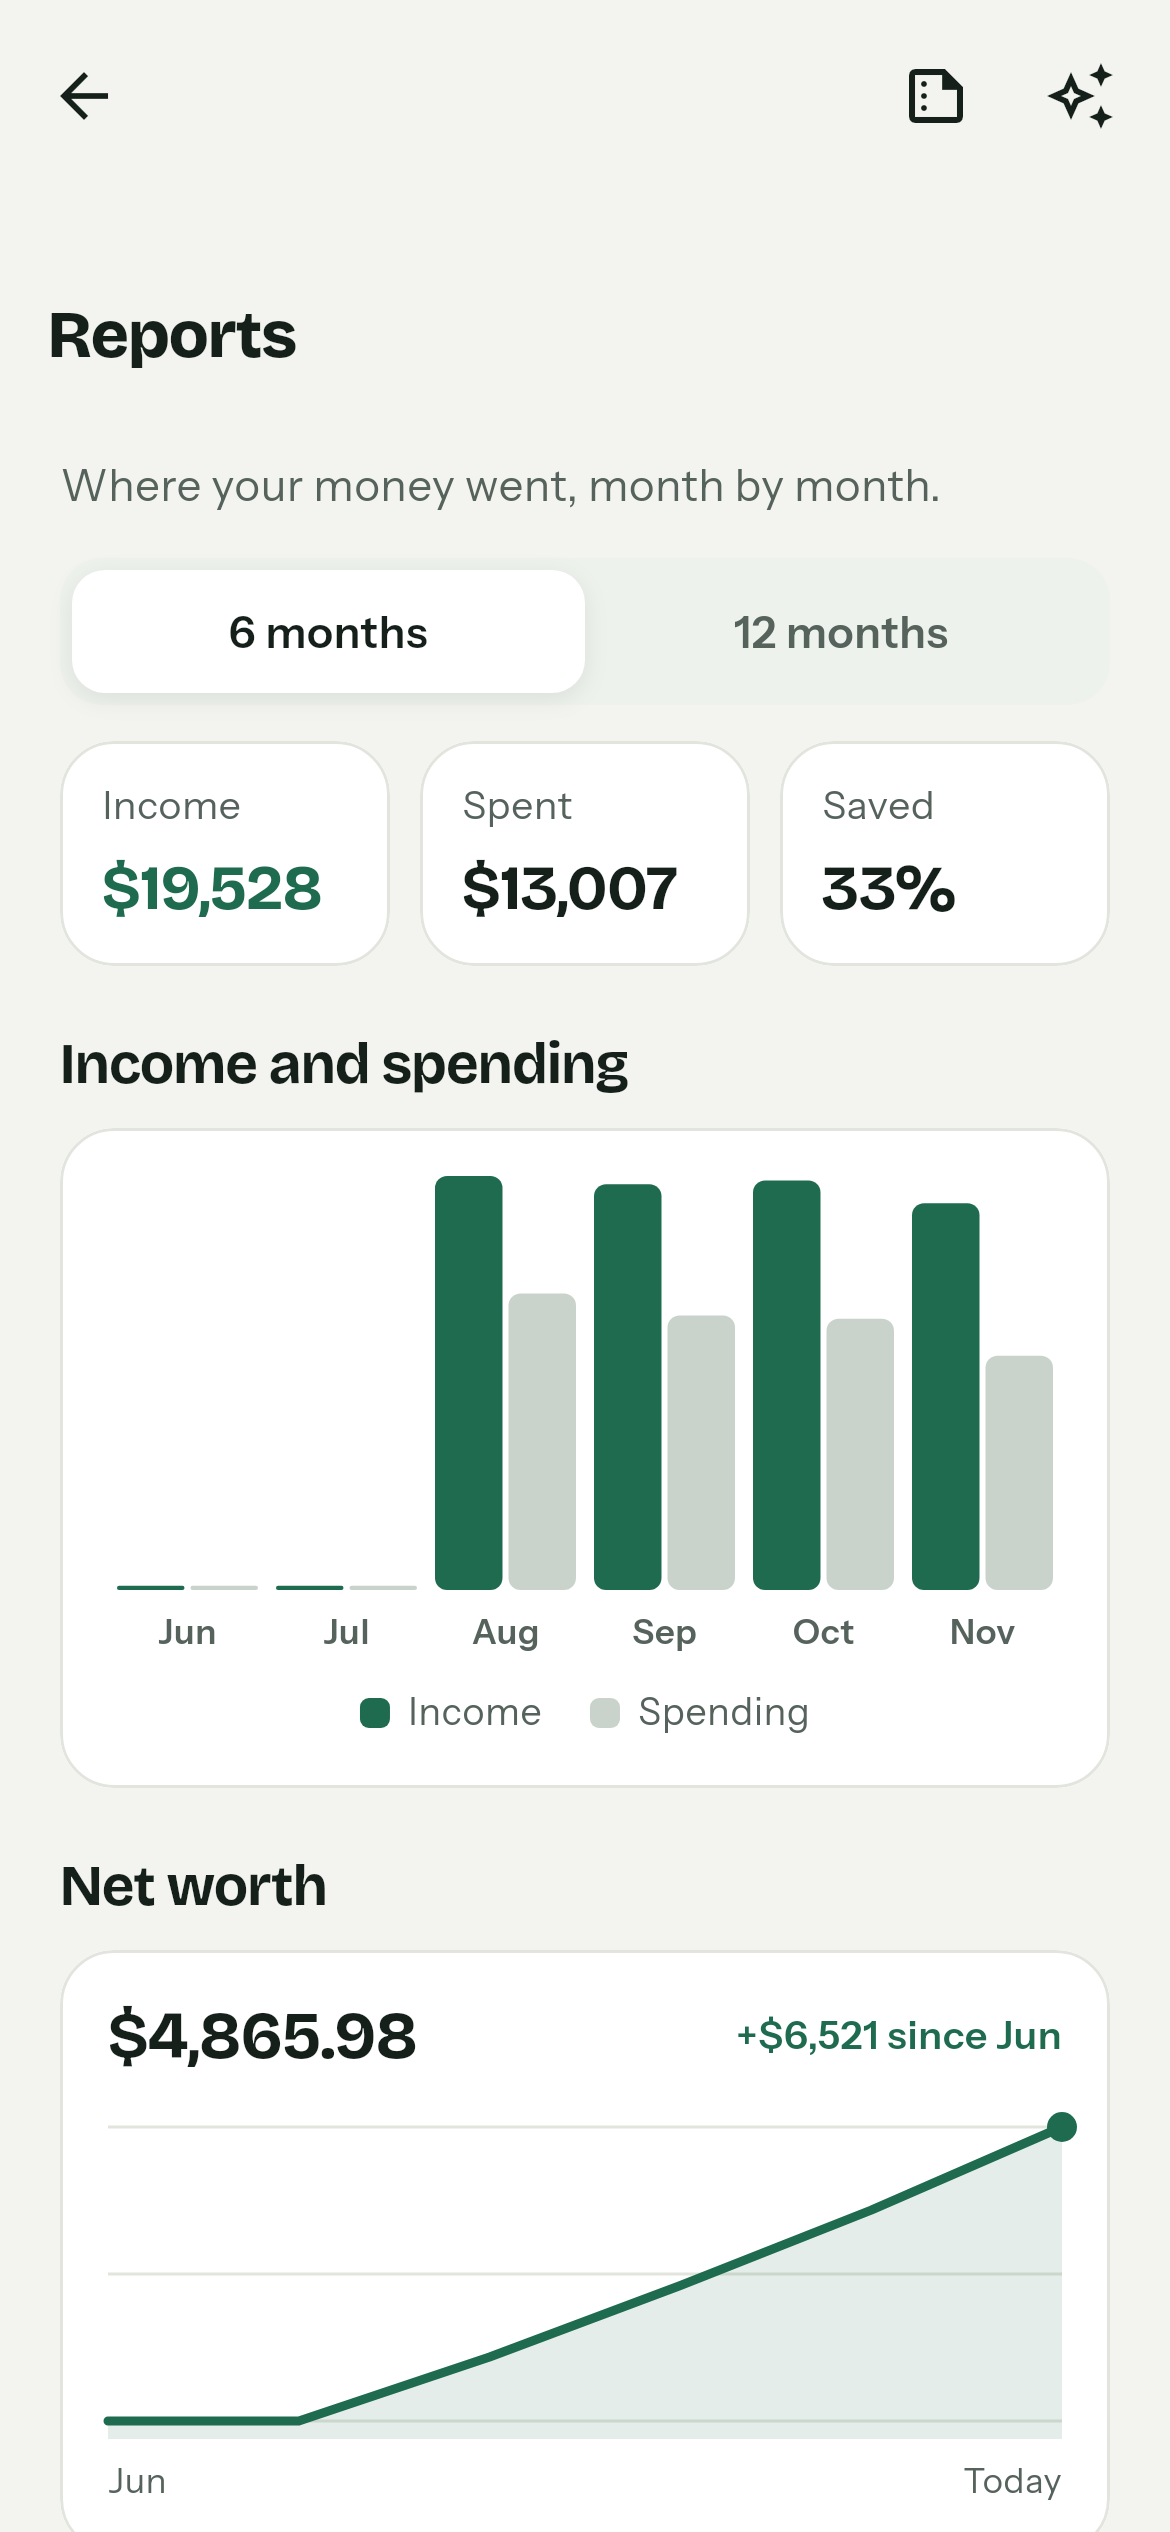 Reports
Where your money went, month by month.
6 months
12 months
Income
Spent
Saved
$19,528
$13,007
33%
Income and spending
Jun
Jul
Aug
Sep
Oct
Nov
Income
Spending
Net worth
$4,865.98
+$6,521 since Jun
Jun
Today